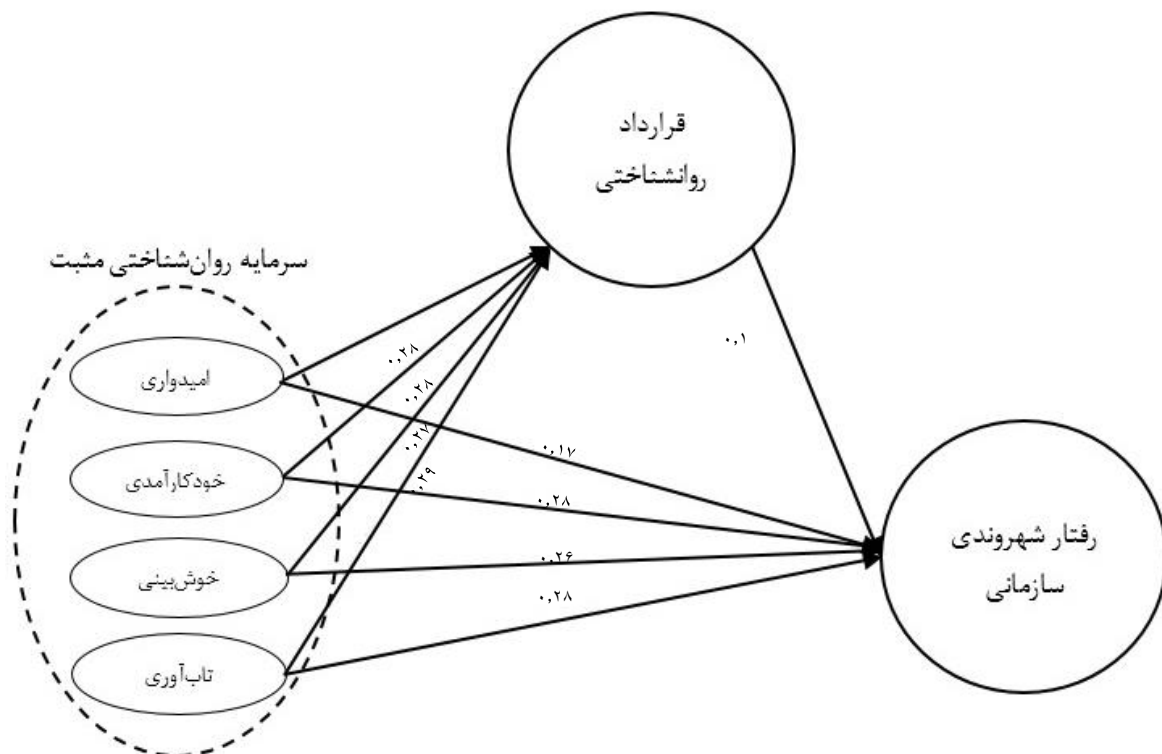 قرارداد
روانشناختی
سرمایه روان‌شناختی مثبت
امیدواری
خودکارآمدی
خوش‌بینی
تاب‌آوری
۰,۲۸
۰,۲۸
۰,۲۷
۰,۲۹
۰,۱
۰,۱۷
۰,۲۸
۰,۲۶
۰,۲۸
رفتار شهروندی
سازمانی